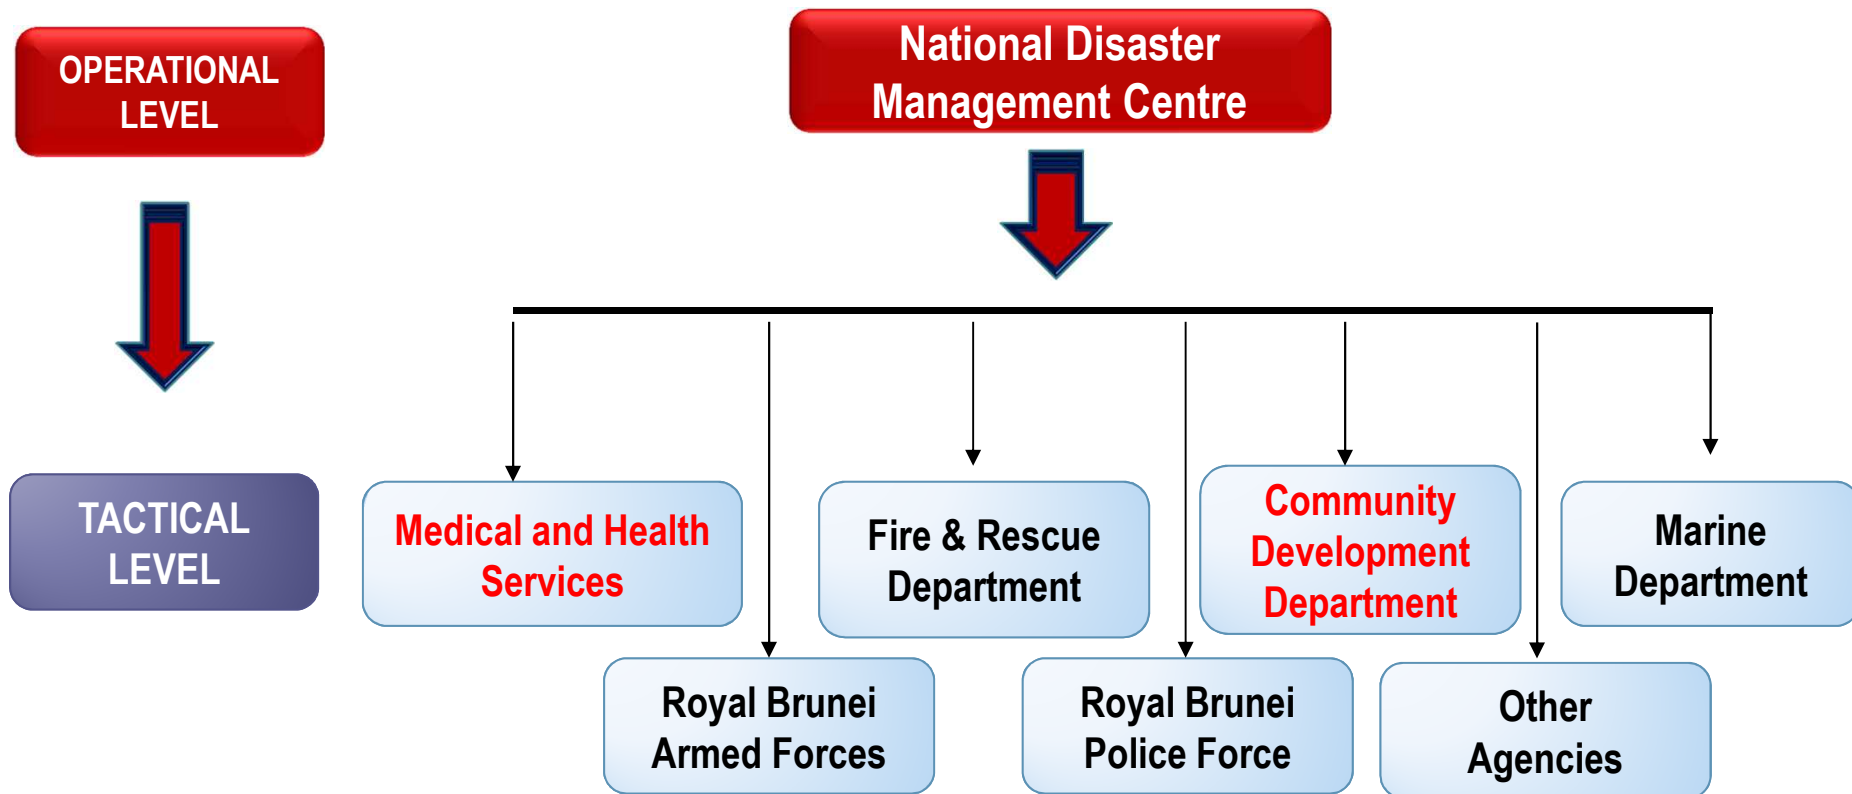 OPERATIONAL
LEVEL
National Disaster
Management Centre
TACTICAL
LEVEL
Medical and Health
Services
Fire & Rescue
Department
Community
Development
Department
Marine
Department
Royal Brunei
Armed Forces
Royal Brunei
Police Force
Other
Agencies